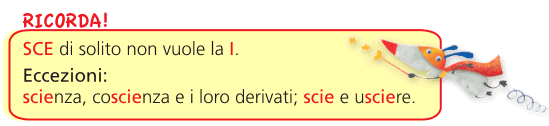 RICORDA!
SCE di solito non vuole la I.
Eccezioni:
scienza, coscienza e i loro derivati; scie e usciere.